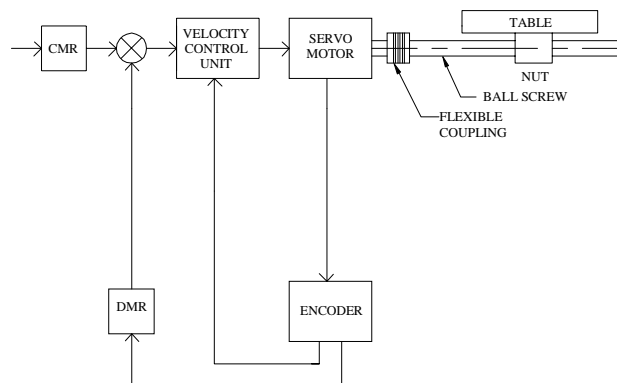 CMR
VELOCITY
CONTROL
UNIT
SERVO
MOTOR
TABLE
NUT
BALL SCREW
FLEXIBLE
COUPLING
DMR
ENCODER